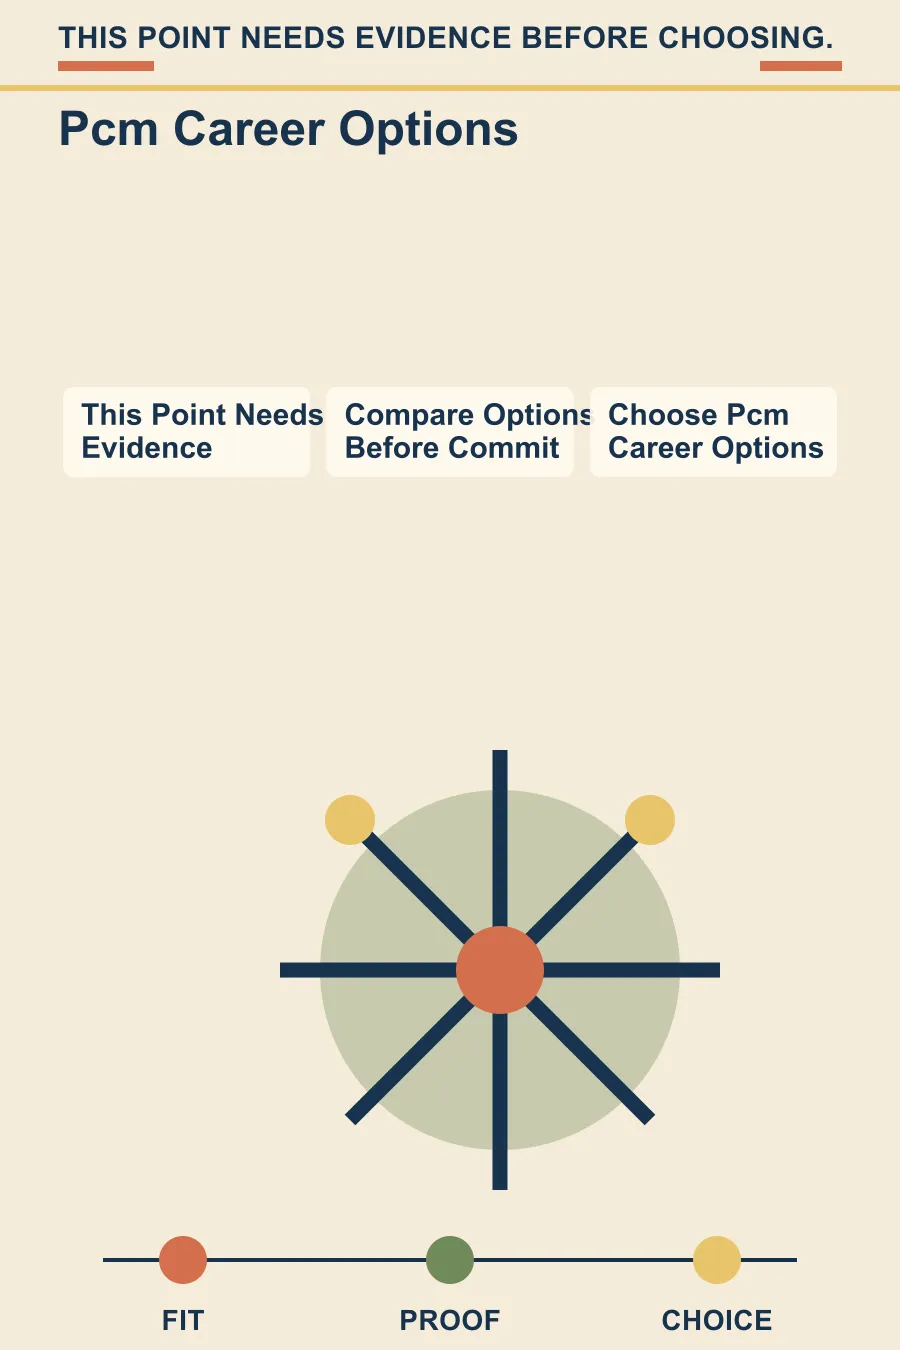 THIS POINT NEEDS EVIDENCE BEFORE CHOOSING.
Pcm Career Options
This Point Needs
Evidence
Compare Options
Before Commit
Choose Pcm
Career Options
FIT
PROOF
CHOICE